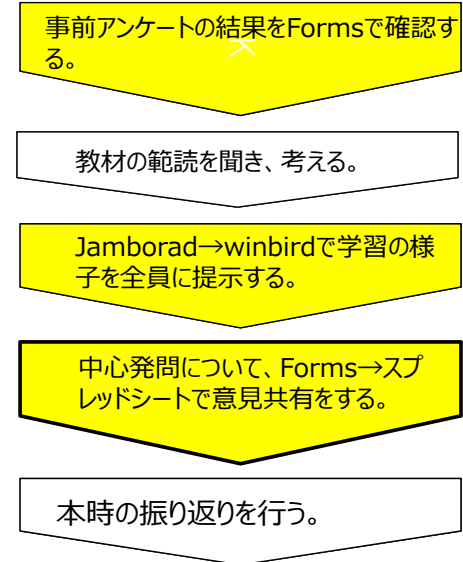 事前アンケートの結果をFormsで確認す
る。
教材の範読を聞き、考える。
Jamborad→winbirdで学習の様
子を全員に提示する。
中心発問について、Forms→スプ
レッドシートで意見共有をする。
本時の振り返りを行う。